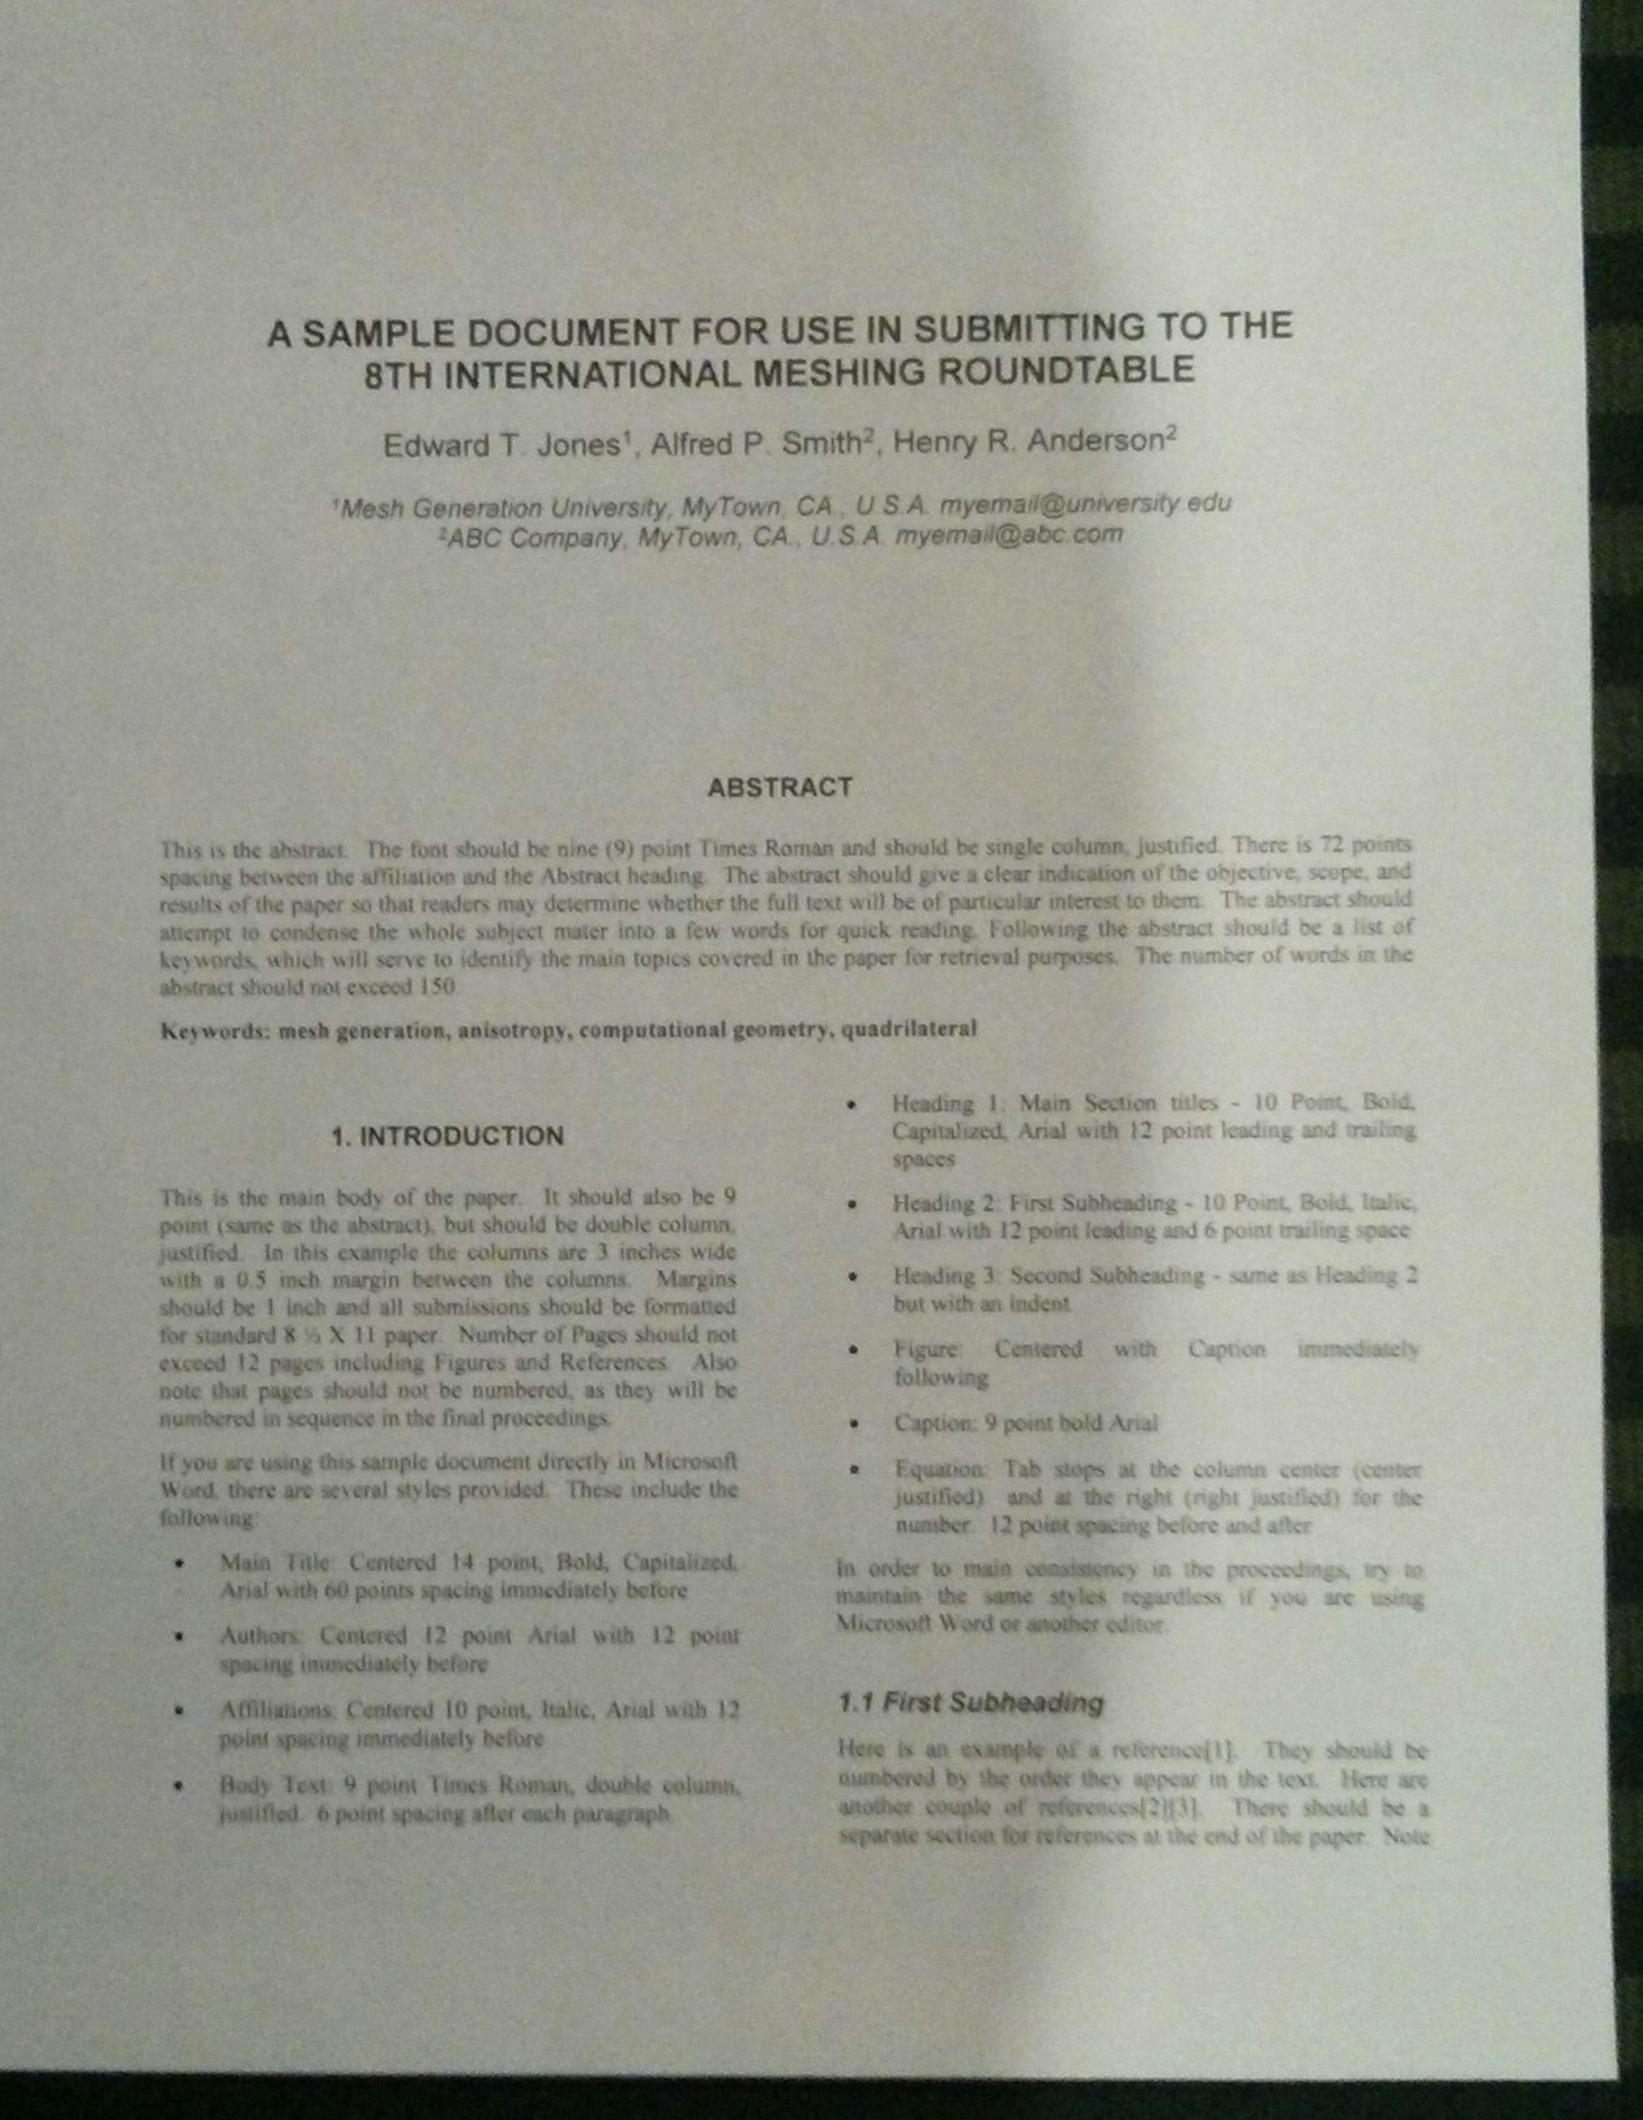 A SAMPLE DOCUMENT FOR USE IN SUBMITTING TO THE
8TH INTERNATIONAL MESHING ROUNDTABLE
Edward T. Jones¹, Alfred P. Smith², Henry R. Anderson²
¹Mesh Generation University, MyTown, CA., U.S.A. myemail@university.edu
²ABC Company, MyTown, CA., U.S.A. myemail@abc.com
ABSTRACT
This is the abstract. The font should be nine (9) point Times Roman and should be single column, justified. There is 72 points
spacing between the affiliation and the Abstract heading. The abstract should give a clear indication of the objective, scope, and
results of the paper so that readers may determine whether the full text will be of particular interest to them. The abstract should
attempt to condense the whole subject mater into a few words for quick reading. Following the abstract should be a list of
keywords, which will serve to identify the main topics covered in the paper for retrieval purposes. The number of words in the
abstract should not exceed 150.
Keywords: mesh generation, anisotropy, computational geometry, quadrilateral
1. INTRODUCTION
This is the main body of the paper. It should also be 9
point (same as the abstract), but should be double column,
justified. In this example the columns are 3 inches wide
with a 0.5 inch margin between the columns. Margins
should be 1 inch and all submissions should be formatted
for standard 8 ½ X 11 paper. Number of Pages should not
exceed 12 pages including Figures and References. Also
note that pages should not be numbered, as they will be
numbered in sequence in the final proceedings.
If you are using this sample document directly in Microsoft
Word, there are several styles provided. These include the
following:
• Main Title: Centered 14 point, Bold, Capitalized,
Arial with 60 points spacing immediately before
• Authors: Centered 12 point Arial with 12 point
spacing immediately before
• Affiliations: Centered 10 point, Italic, Arial with 12
point spacing immediately before
• Body Text: 9 point Times Roman, double column,
justified. 6 point spacing after each paragraph.
• Heading 1: Main Section titles - 10 Point, Bold,
Capitalized, Arial with 12 point leading and trailing
spaces
• Heading 2: First Subheading - 10 Point, Bold, Italic,
Arial with 12 point leading and 6 point trailing space
• Heading 3: Second Subheading - same as Heading 2
but with an indent
• Figure: Centered with Caption immediately
following
• Caption: 9 point bold Arial
• Equation: Tab stops at the column center (center
justified) and at the right (right justified) for the
number. 12 point spacing before and after
In order to main consistency in the proceedings, try to
maintain the same styles regardless if you are using
Microsoft Word or another editor.
1.1 First Subheading
Here is an example of a reference[1]. They should be
numbered by the order they appear in the text. Here are
another couple of references[2][3]. There should be a
separate section for references at the end of the paper. Note